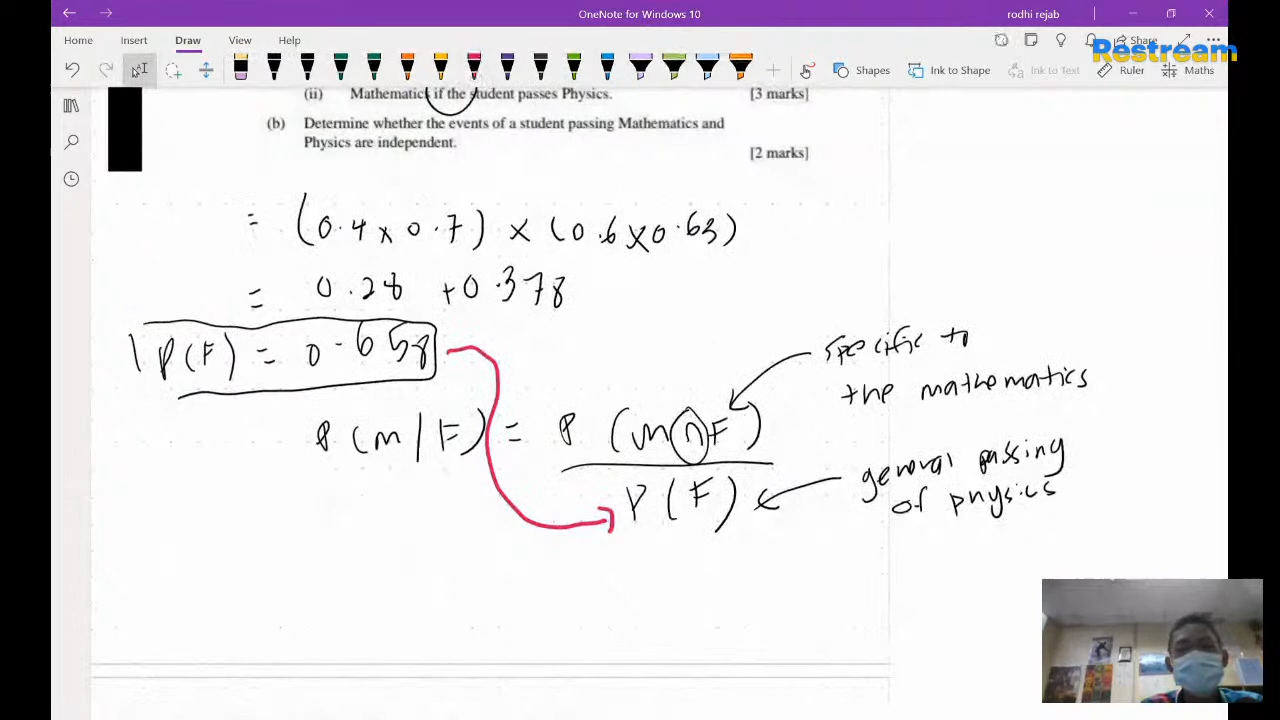 OneNote for Windows 10
rodhi rejab
Home Insert Draw View Help
Share
Restream
Shapes Ink to Shape Ink to Text Ruler Maths
(ii) Mathematics if the student passes Physics. [3 marks]
(b) Determine whether the events of a student passing Mathematics and
Physics are independent.
[2 marks]
= (0.4 x 0.7) x (0.6 x 0.63)
= 0.28 + 0.378
P(F) = 0.658
specific to
the mathematics
P(m/F) = P(m∩F)
P(F)
general passing
of physics